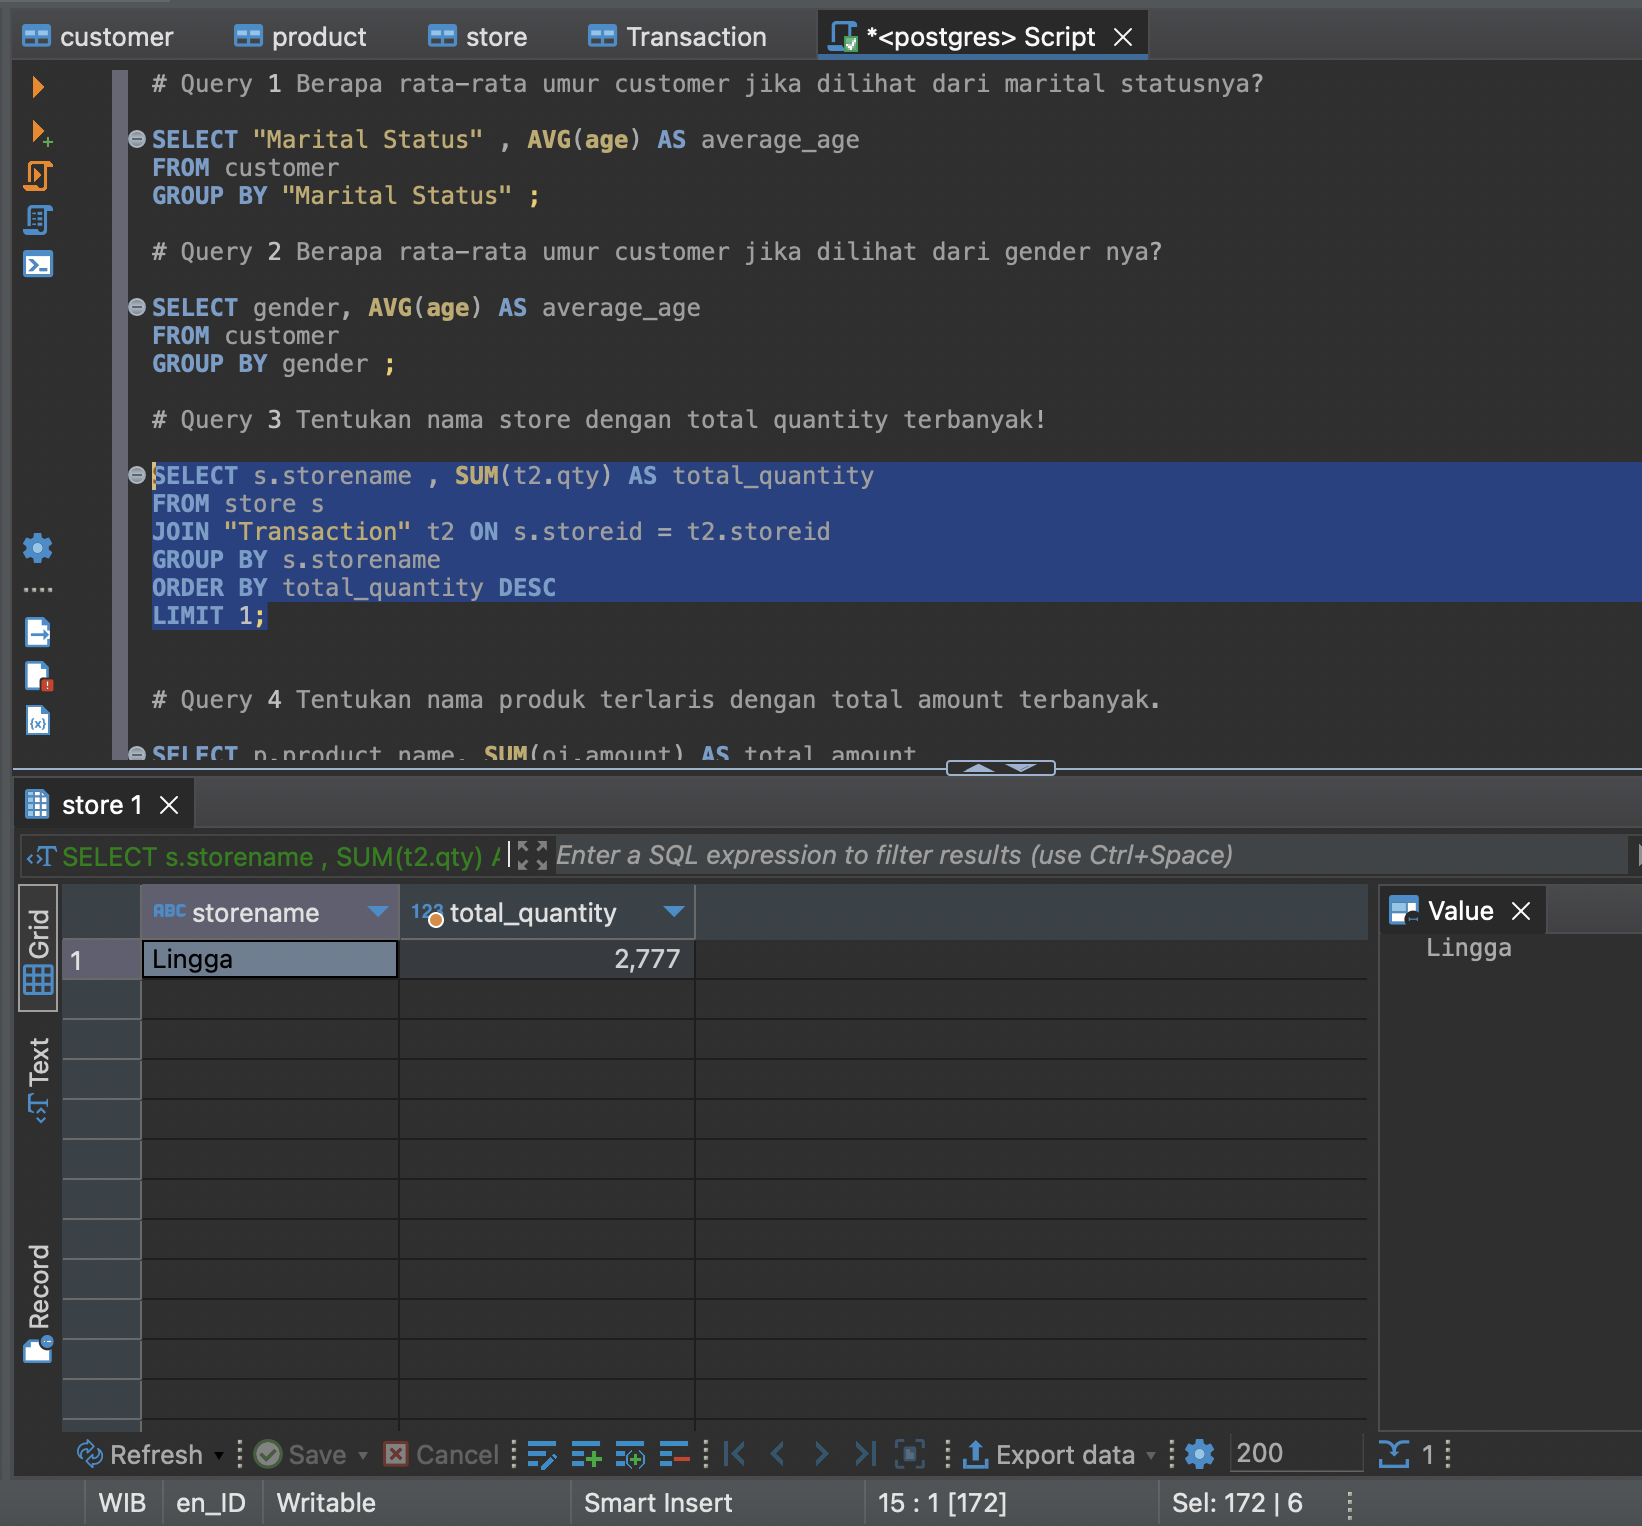 customer product store Transaction *<postgres> Script
# Query 1 Berapa rata-rata umur customer jika dilihat dari marital statusnya?
SELECT "Marital Status" , AVG(age) AS average_age
FROM customer
GROUP BY "Marital Status" ;
# Query 2 Berapa rata-rata umur customer jika dilihat dari gender nya?
SELECT gender, AVG(age) AS average_age
FROM customer
GROUP BY gender ;
# Query 3 Tentukan nama store dengan total quantity terbanyak!
SELECT s.storename , SUM(t2.qty) AS total_quantity
FROM store s
JOIN "Transaction" t2 ON s.storeid = t2.storeid
GROUP BY s.storename
ORDER BY total_quantity DESC
LIMIT 1;
# Query 4 Tentukan nama produk terlaris dengan total amount terbanyak.
SELECT p.product_name, SUM(oi.amount) AS total_amount
store 1
SELECT s.storename , SUM(t2.qty) A Enter a SQL expression to filter results (use Ctrl+Space)
Grid
Text
Record
ABC storename 123 total_quantity
1 Lingga 2,777
Value
Lingga
Refresh Save Cancel Export data 200 1
WIB en_ID Writable Smart Insert 15 : 1 [172] Sel: 172 | 6